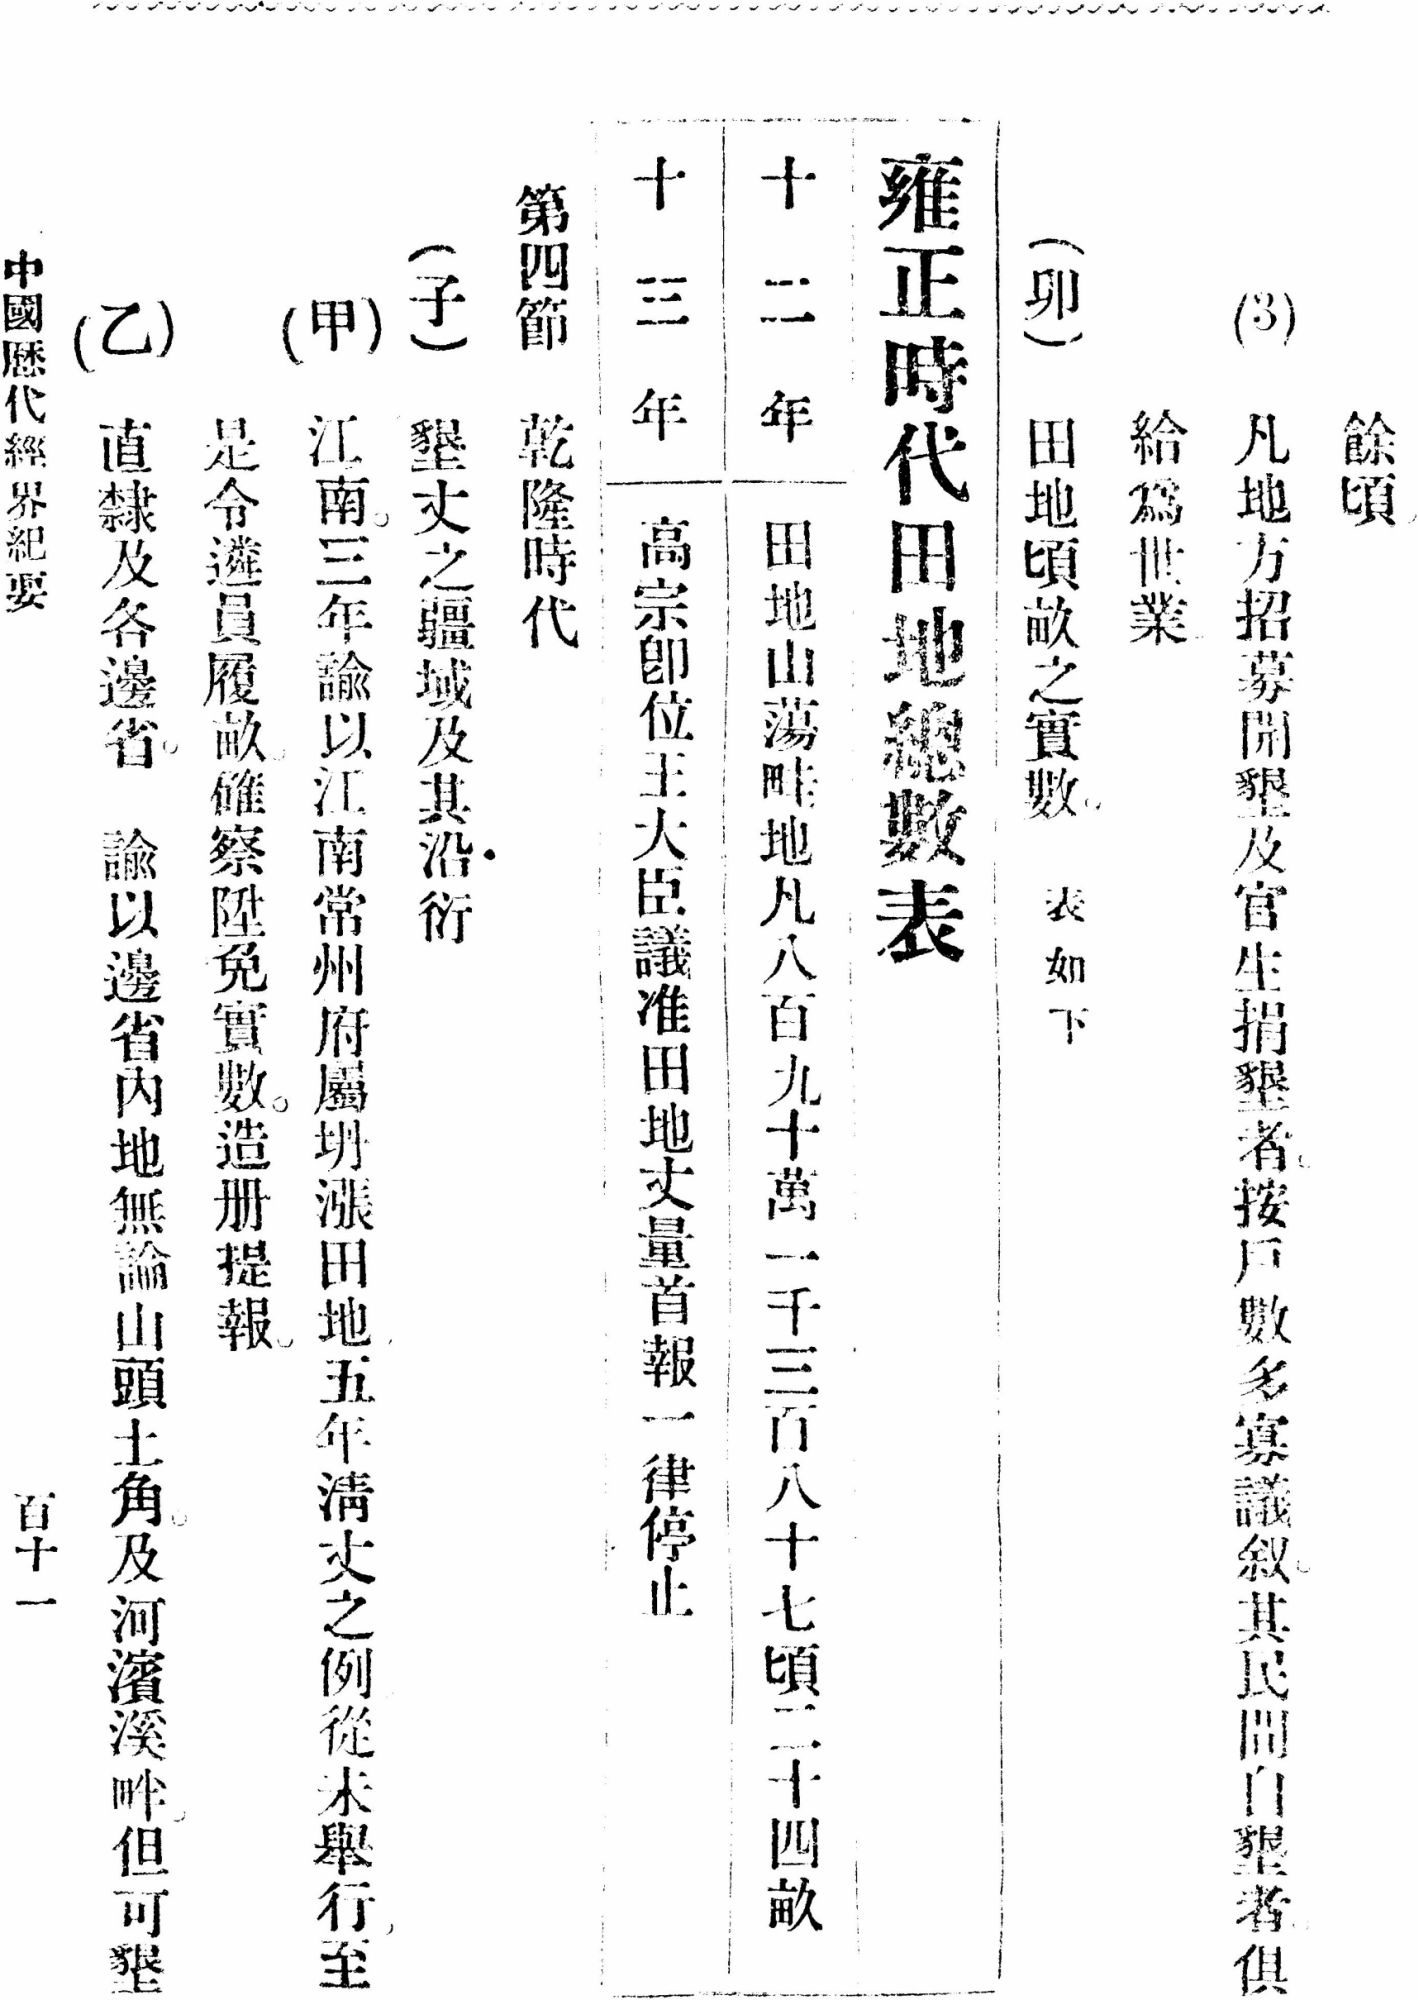 餘頃。
(3) 凡地方招募開墾及官生捐墾者。按戶數多寡議叙。其民間自墾者。俱
給爲世業。
(卯) 田地頃畝之實數。 表如下
雍正時代田地總數表
十二年 田地山蕩畦地凡八百九十萬一千三百八十七頃二十四畝
十三年 高宗卽位王大臣議准田地丈量首報一律停止
第四節 乾隆時代
(子) 墾丈之疆域及其沿衍
(甲) 江南。三年諭以江南常州府屬坍漲田地。五年淸丈之例從未舉行。至
是令遴員履畝。確察陞免實數。造册提報。
(乙) 直隸及各邊省。 諭以邊省內地無論山頭土角。及河濱溪畔。但可墾
中國歷代經界紀要 百十一